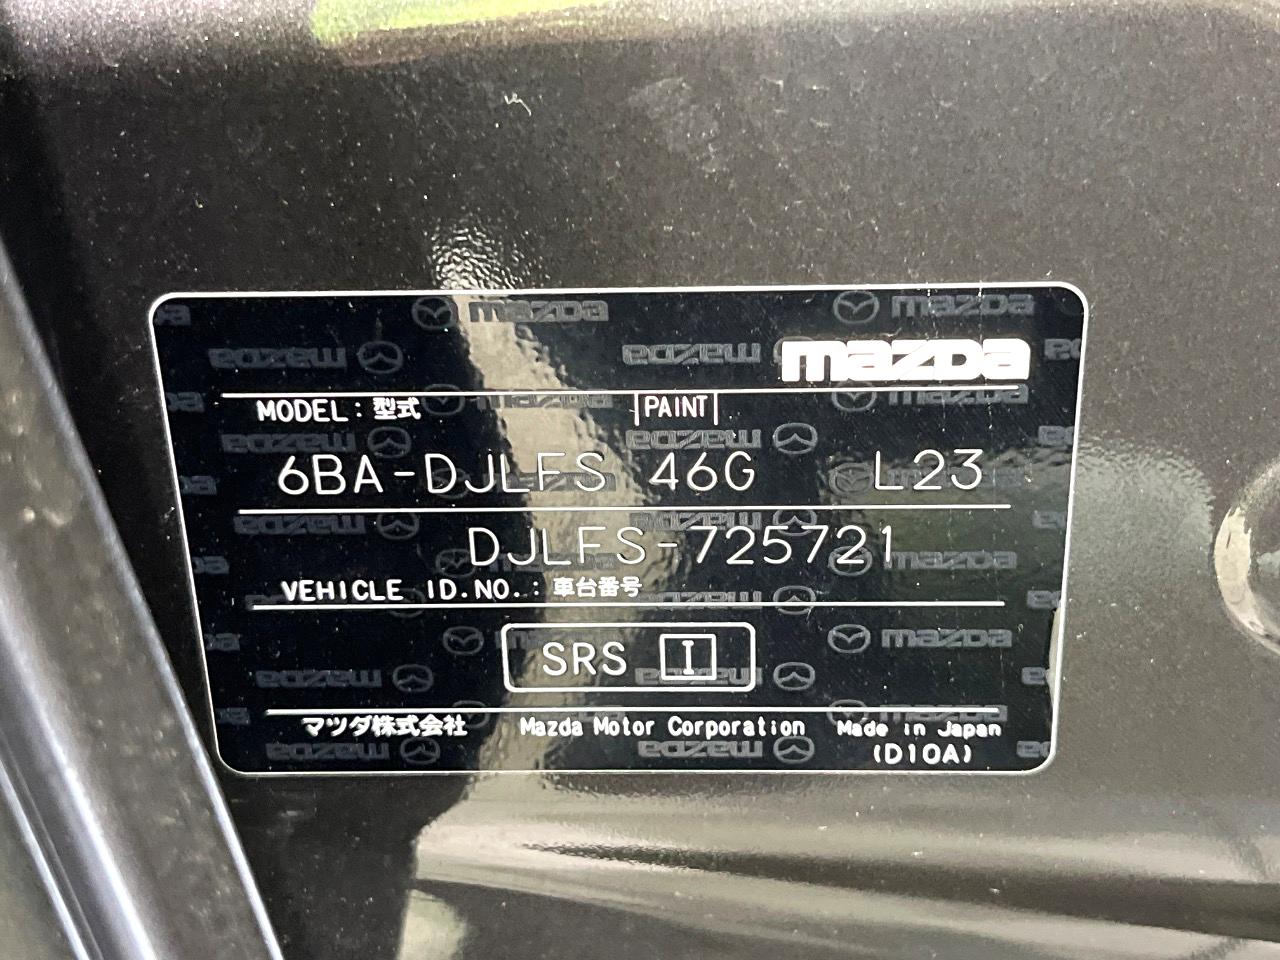 mazda
MODEL：型式 PAINT
6BA-DJLFS 46G L23
DJLFS-725721
VEHICLE ID.NO.：車台番号
SRS I
マツダ株式会社 Mazda Motor Corporation Made in Japan
(D10A)